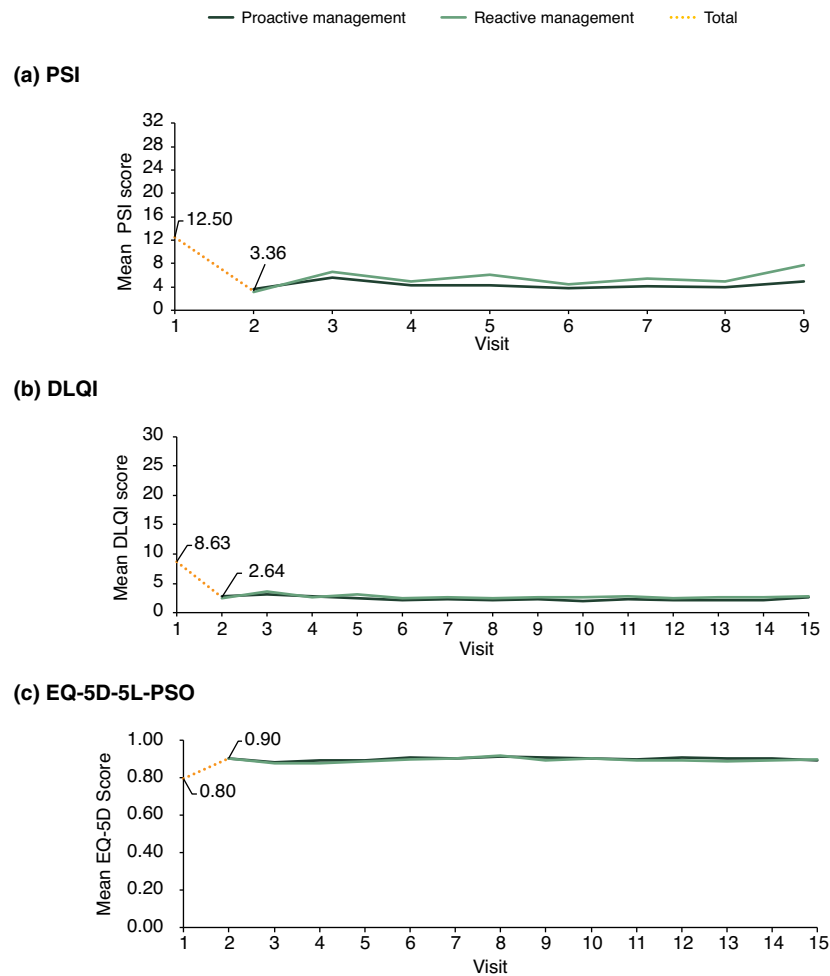 Proactive management Reactive management Total
(a) PSI
32
28
24
20
16
12
8
4
0
Mean PSI score
12.50
3.36
1 2 3 4 5 6 7 8 9
Visit
(b) DLQI
30
25
20
15
10
5
0
Mean DLQI score
8.63
2.64
1 2 3 4 5 6 7 8 9 10 11 12 13 14 15
Visit
(c) EQ-5D-5L-PSO
1.00
0.80
0.60
0.40
0.20
0.00
Mean EQ-5D Score
0.90
0.80
1 2 3 4 5 6 7 8 9 10 11 12 13 14 15
Visit